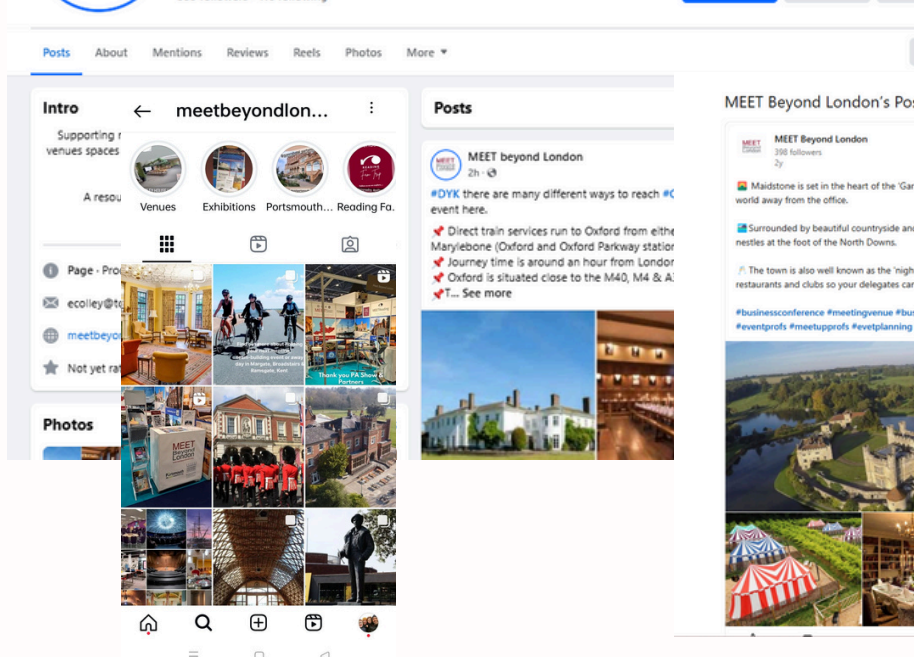 Posts About Mentions Reviews Reels Photos More
Intro
Supporting
venues spaces
A resou
Page · Pro
ecolley@to
meetbeyo
Not yet rat
Photos
meetbeyondlon...
Venues Exhibitions Portsmouth... Reading Fa.
Thank you PA Show &
Partners
MEET
Beyond
London
Posts
MEET beyond London
2h
#DYK there are many different ways to reach #
event here.
Direct train services run to Oxford from eithe
Marylebone (Oxford and Oxford Parkway station
Journey time is around an hour from London
Oxford is situated close to the M40, M4 & A
T... See more
MEET Beyond London's Pos
MEET Beyond London
398 followers
2y
Maidstone is set in the heart of the 'Gar
world away from the office.
Surrounded by beautiful countryside and
nestles at the foot of the North Downs.
The town is also well known as the 'nigh
restaurants and clubs so your delegates can
#businessconference #meetingvenue #bus
#eventprofs #meetupprofs #evetplanning